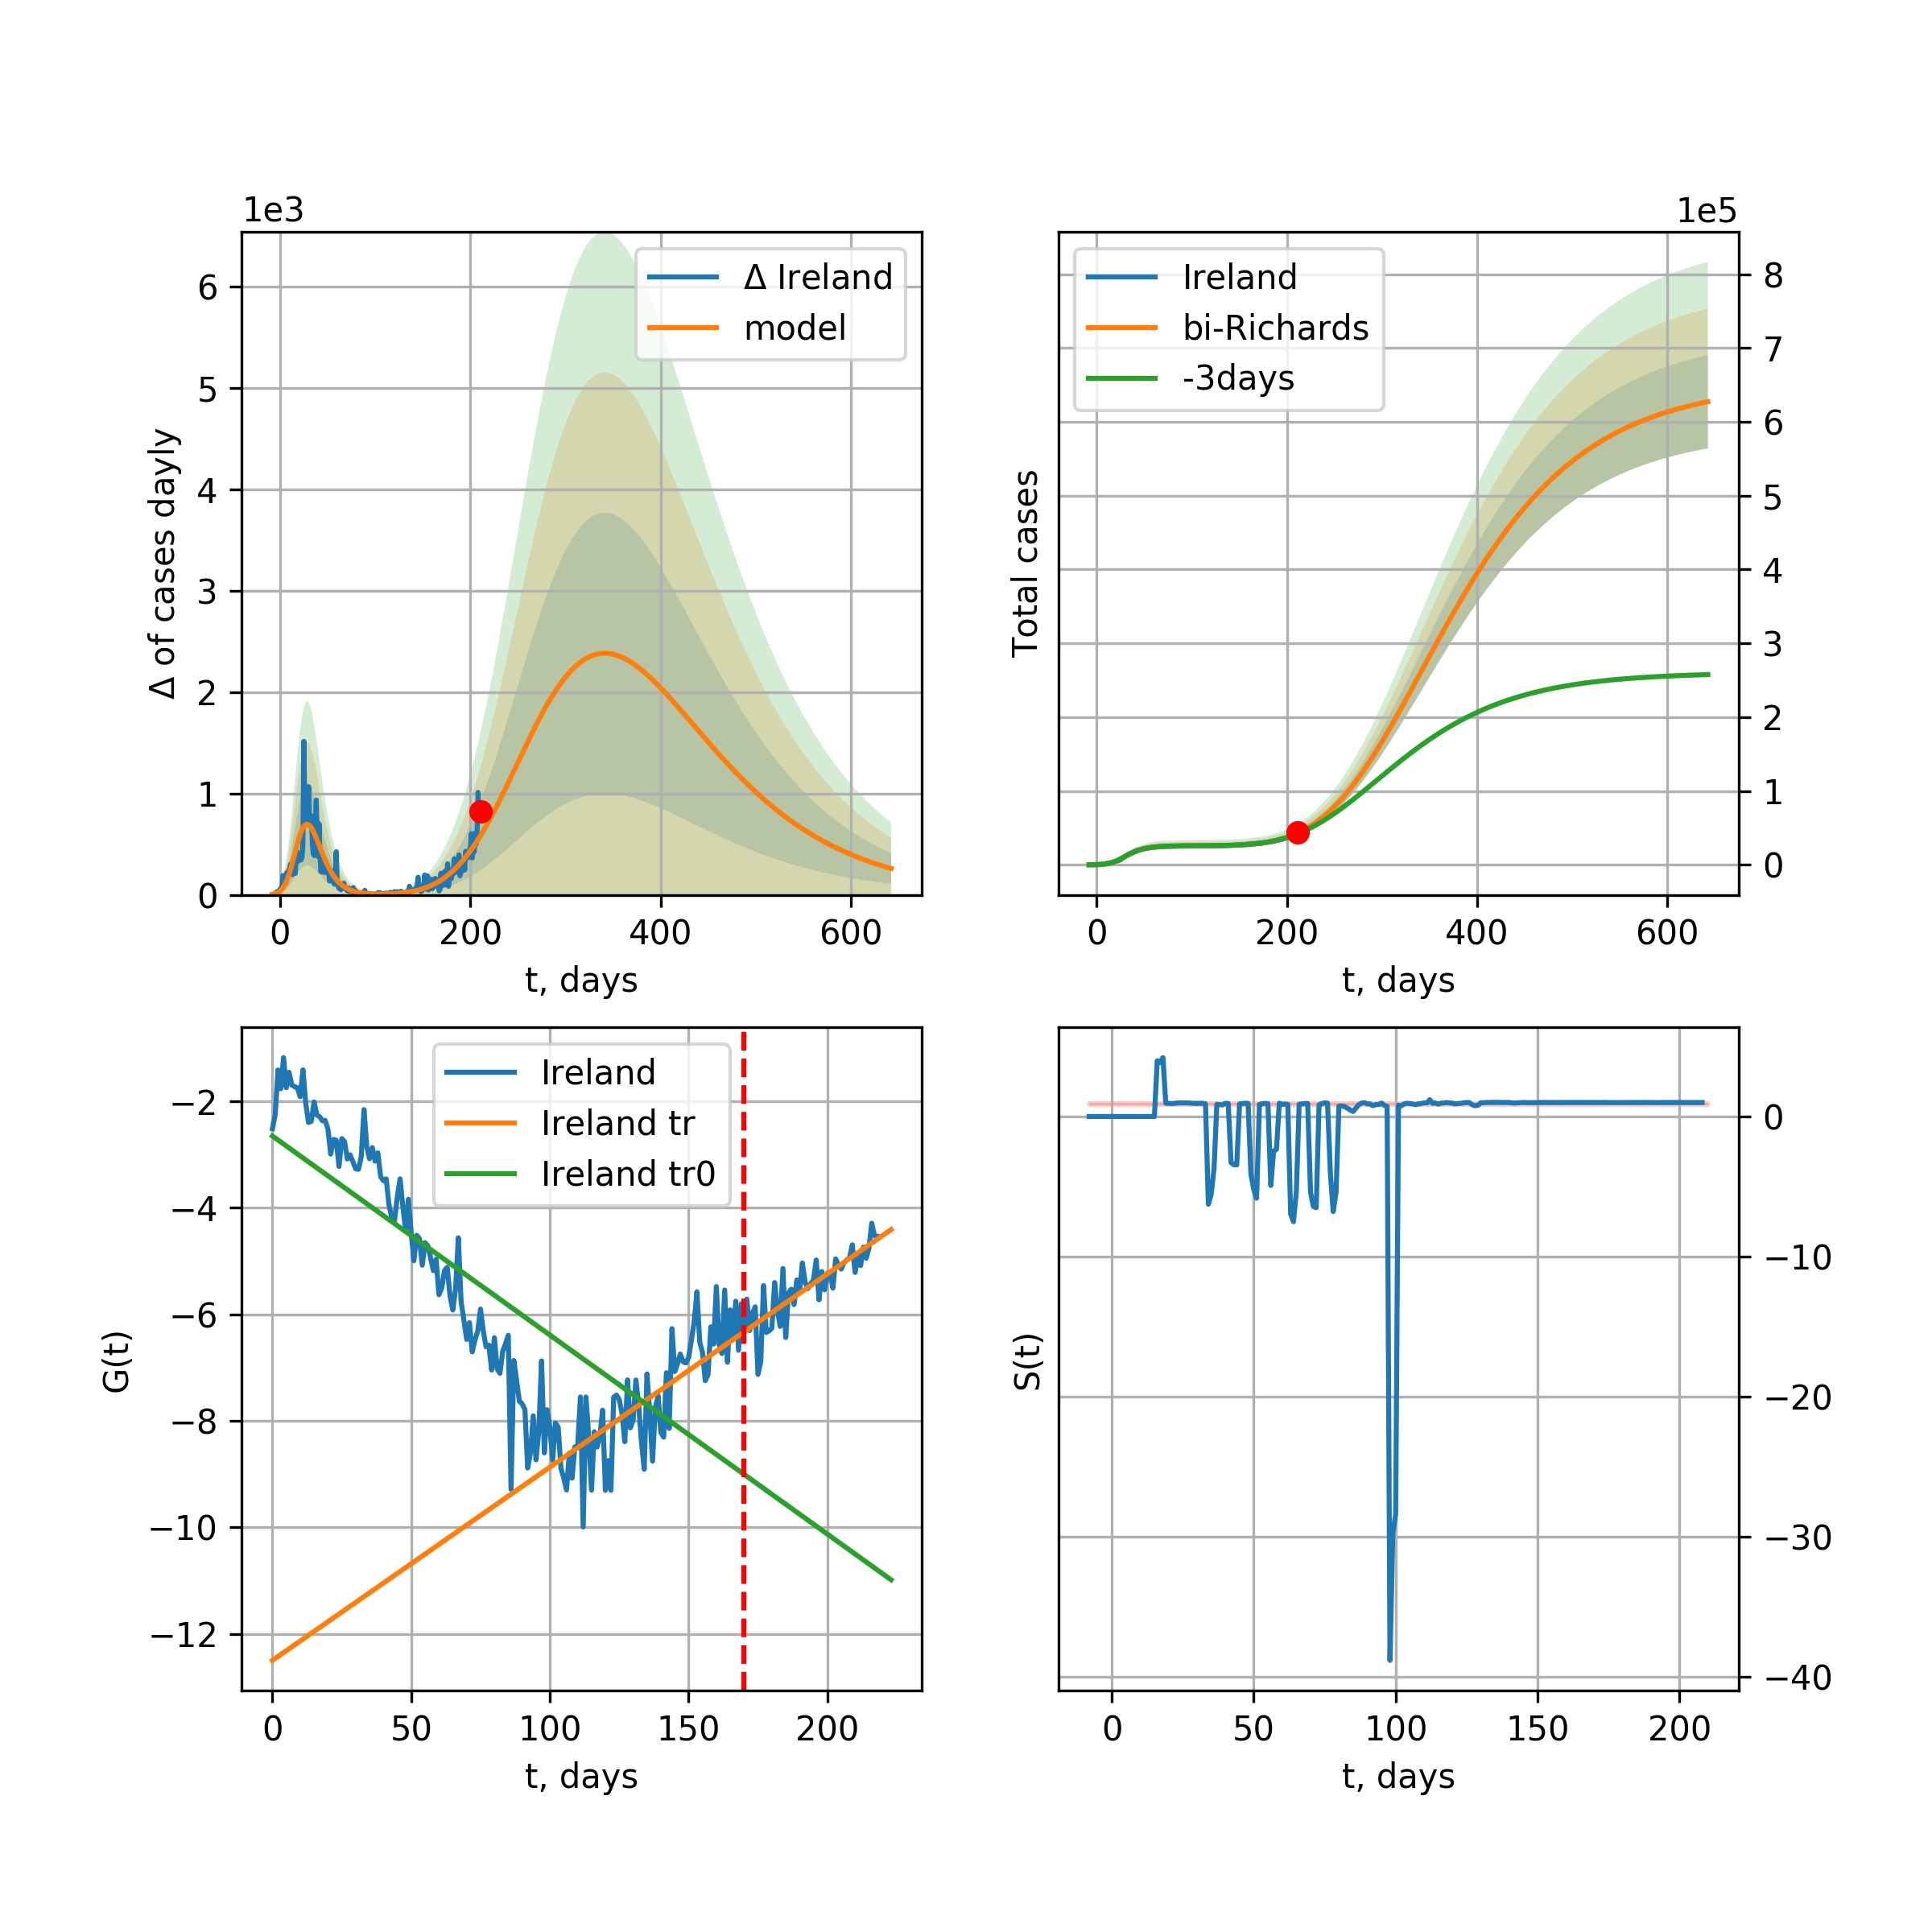 1e3
Δ of cases dayly
6
5
4
3
2
1
0
0 200 400 600
t, days
Δ Ireland
model
1e5
Total cases
8
7
6
5
4
3
2
1
0
0 200 400 600
t, days
Ireland
bi-Richards
-3days
G(t)
−2
−4
−6
−8
−10
−12
0 50 100 150 200
t, days
Ireland
Ireland tr
Ireland tr0
S(t)
0
−10
−20
−30
−40
0 50 100 150 200
t, days